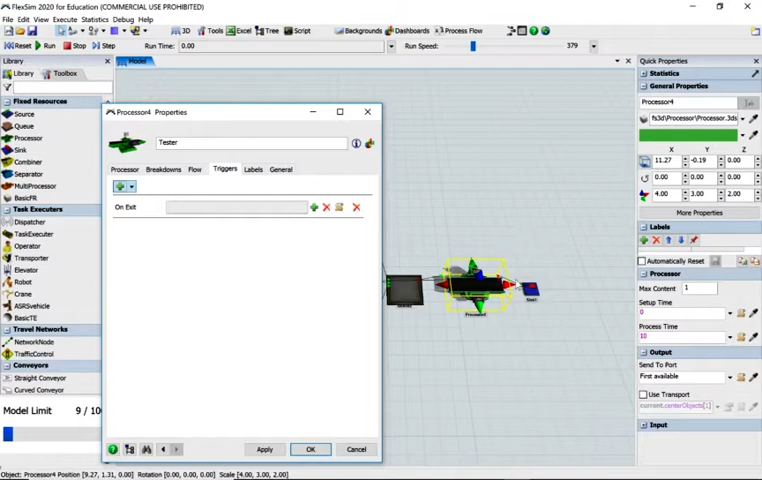 FlexSim 2020 for Education (COMMERCIAL USE PROHIBITED)
File Edit View Execute Statistics Debug Help
3D Tools Excel Tree Script Backgrounds Dashboards Process Flow
Reset Run Stop Step Run Time: 0.00 Run Speed: 379
Library
Library Toolbox
Fixed Resources
Source
Queue
Processor
Sink
Combiner
Separator
MultiProcessor
BasicFR
Task Executers
Dispatcher
TaskExecuter
Operator
Transporter
Elevator
Robot
Crane
ASRSvehicle
BasicTE
Travel Networks
NetworkNode
TrafficControl
Conveyors
Straight Conveyor
Curved Conveyor
Model Limit 9 / 10
Model
Processor4 Properties
Tester
Processor Breakdowns Flow Triggers Labels General
On Exit
Apply OK Cancel
Processor4
Quick Properties
Statistics
General Properties
Processor4
fs3d\Processor\Processor.3ds
X Y Z
11.27 -0.19 0.00
0.00 0.00 0.00
4.00 3.00 2.00
More Properties
Labels
Automatically Reset
Processor
Max Content 1
Setup Time
0
Process Time
10
Output
Send To Port
First available
Use Transport
current.centerObjects[1]
Input
Object: Processor4 Position [9.27, 1.31, 0.00] Rotation [0.00, 0.00, 0.00] Scale [4.00, 3.00, 2.00]